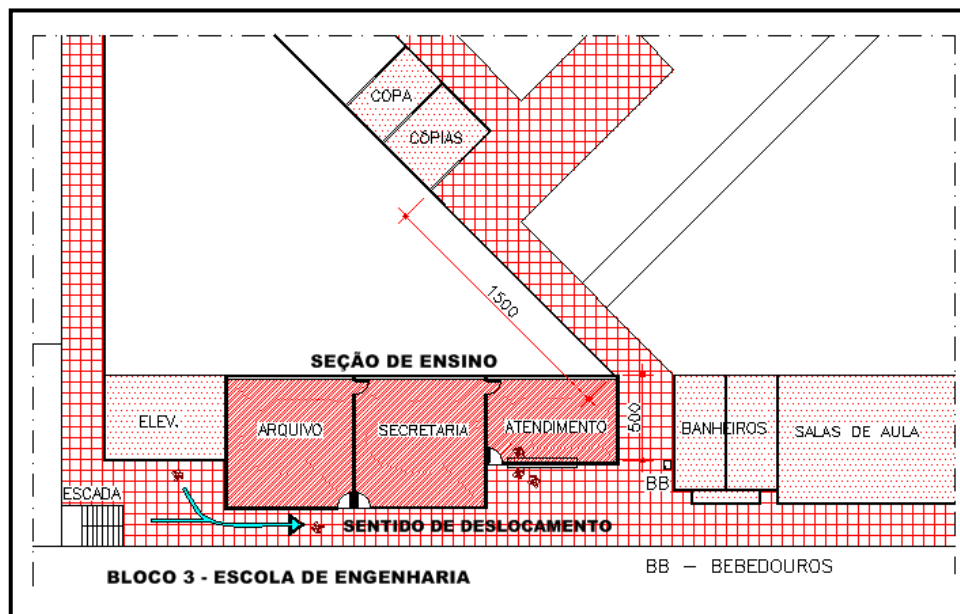 COPA
CÓPIAS
1500
SEÇÃO DE ENSINO
ELEV.
ARQUIVO
SECRETARIA
ATENDIMENTO
500
BANHEIROS
SALAS DE AULA
ESCADA
BB
SENTIDO DE DESLOCAMENTO
BLOCO 3 - ESCOLA DE ENGENHARIA
BB - BEBEDOUROS